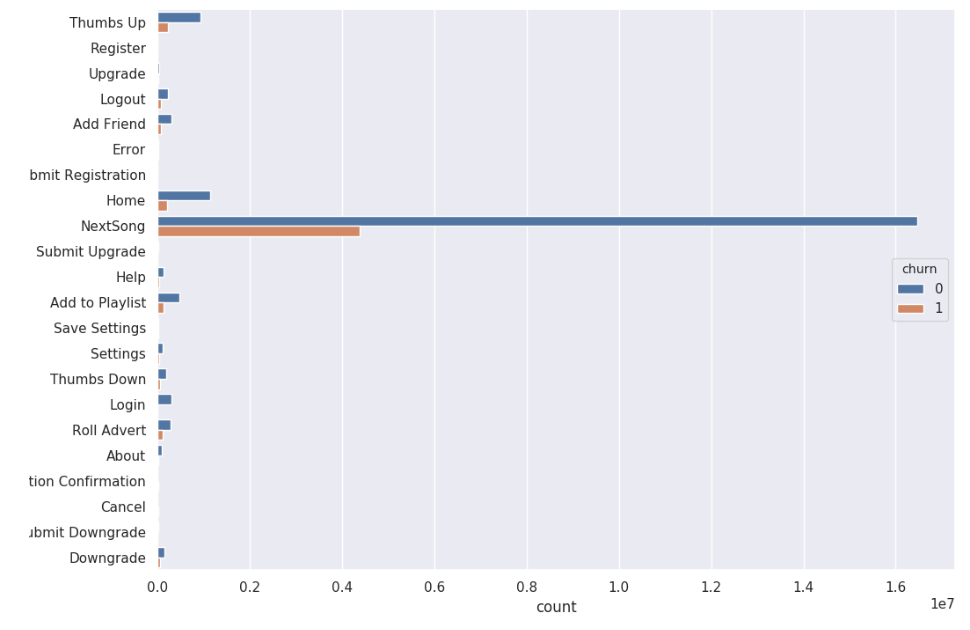 Thumbs Up
Register
Upgrade
Logout
Add Friend
Error
bmit Registration
Home
NextSong
Submit Upgrade
Help
Add to Playlist
Save Settings
Settings
Thumbs Down
Login
Roll Advert
About
tion Confirmation
Cancel
ubmit Downgrade
Downgrade
churn
0
1
0.0 0.2 0.4 0.6 0.8 1.0 1.2 1.4 1.6
1e7
count